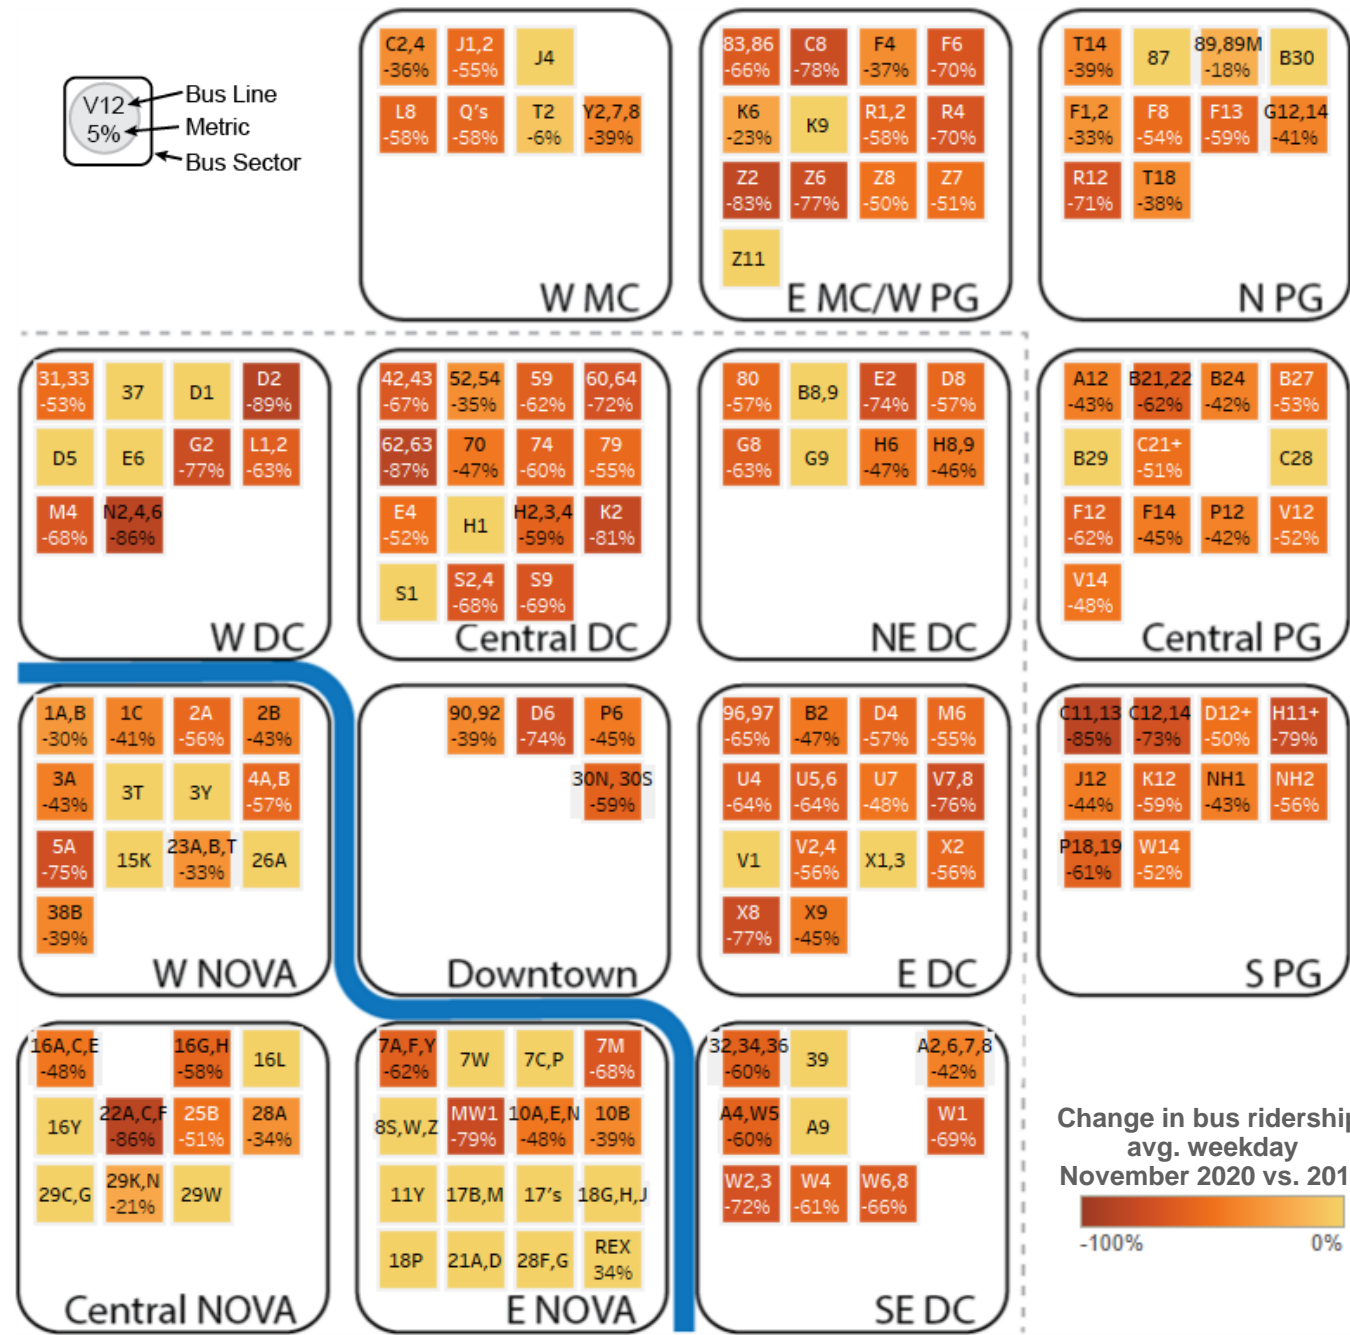 V12
5%
Bus Line
Metric
Bus Sector
C2,4 J1,2 J4
-36% -55%
L8 Q's T2 Y2,7,8
-58% -58% -6% -39%
W MC
83,86 C8 F4 F6
-66% -78% -37% -70%
K6 K9 R1,2 R4
-23% -58% -70%
Z2 Z6 Z8 Z7
-83% -77% -50% -51%
Z11
E MC/W PG
T14 87 89,89M B30
-39% -18%
F1,2 F8 F13 G12,14
-33% -54% -59% -41%
R12 T18
-71% -38%
N PG
31,33 37 D1 D2
-53% -89%
D5 E6 G2 L1,2
-77% -63%
M4 N2,4,6
-68% -86%
W DC
42,43 52,54 59 60,64
-67% -35% -62% -72%
62,63 70 74 79
-87% -47% -60% -55%
E4 H1 H2,3,4 K2
-52% -59% -81%
S1 S2,4 S9
-68% -69%
Central DC
80 B8,9 E2 D8
-57% -74% -57%
G8 G9 H6 H8,9
-63% -47% -46%
NE DC
A12 B21,22 B24 B27
-43% -62% -42% -53%
B29 C21+ C28
-51%
F12 F14 P12 V12
-62% -45% -42% -52%
V14
-48%
Central PG
1A,B 1C 2A 2B
-30% -41% -56% -43%
3A 3T 3Y 4A,B
-43% -57%
5A 15K 23A,B,T 26A
-75% -33%
38B
-39%
W NOVA
90,92 D6 P6
-39% -74% -45%
30N, 30S
-59%
Downtown
96,97 B2 D4 M6
-65% -47% -57% -55%
U4 U5,6 U7 V7,8
-64% -64% -48% -76%
V1 V2,4 X1,3 X2
-56% -56%
X8 X9
-77% -45%
E DC
C11,13 C12,14 D12+ H11+
-85% -73% -50% -79%
J12 K12 NH1 NH2
-44% -59% -43% -56%
P18,19 W14
-61% -52%
S PG
16A,C,E 16G,H 16L
-48% -58%
16Y 22A,C,F 25B 28A
-86% -51% -34%
29C,G 29K,N 29W
-21%
Central NOVA
7A,F,Y 7W 7C,P 7M
-62% -68%
8S,W,Z MW1 10A,E,N 10B
-79% -48% -39%
11Y 17B,M 17's 18G,H,J
18P 21A,D 28F,G REX
34%
E NOVA
32,34,36 39 A2,6,7,8
-60% -42%
A4,W5 A9 W1
-60% -69%
W2,3 W4 W6,8
-72% -61% -66%
SE DC
Change in bus ridership
avg. weekday
November 2020 vs. 201
-100% 0%